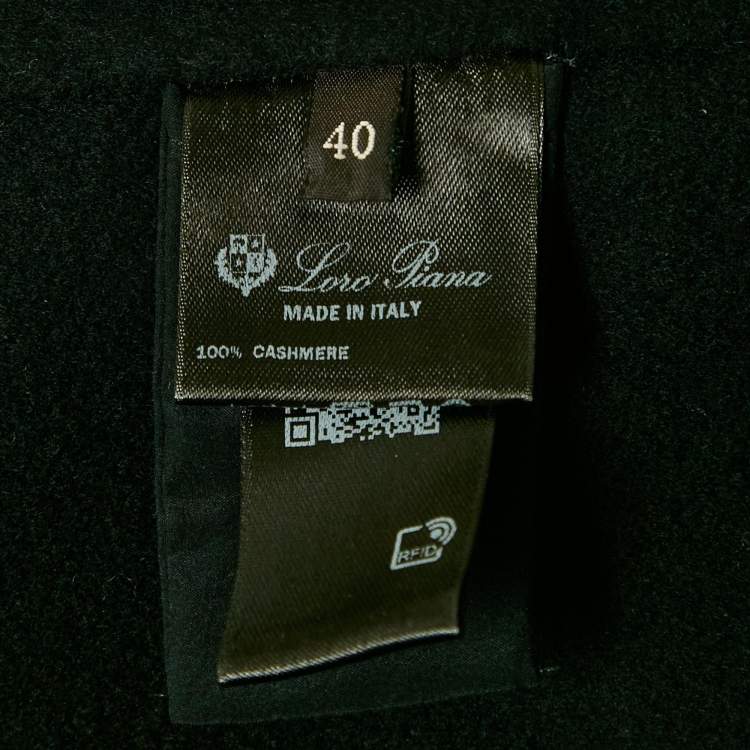 40
Loro Piana
MADE IN ITALY
100% CASHMERE
RFID